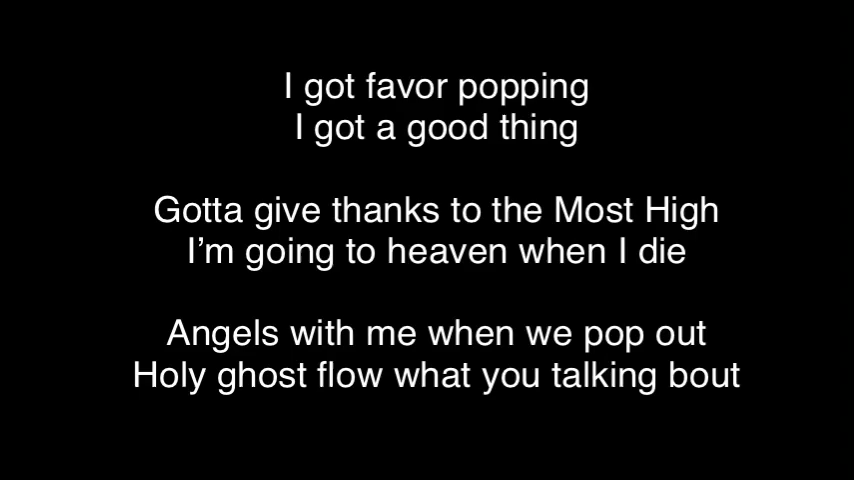 I got favor popping
I got a good thing
Gotta give thanks to the Most High
I’m going to heaven when I die
Angels with me when we pop out
Holy ghost flow what you talking bout